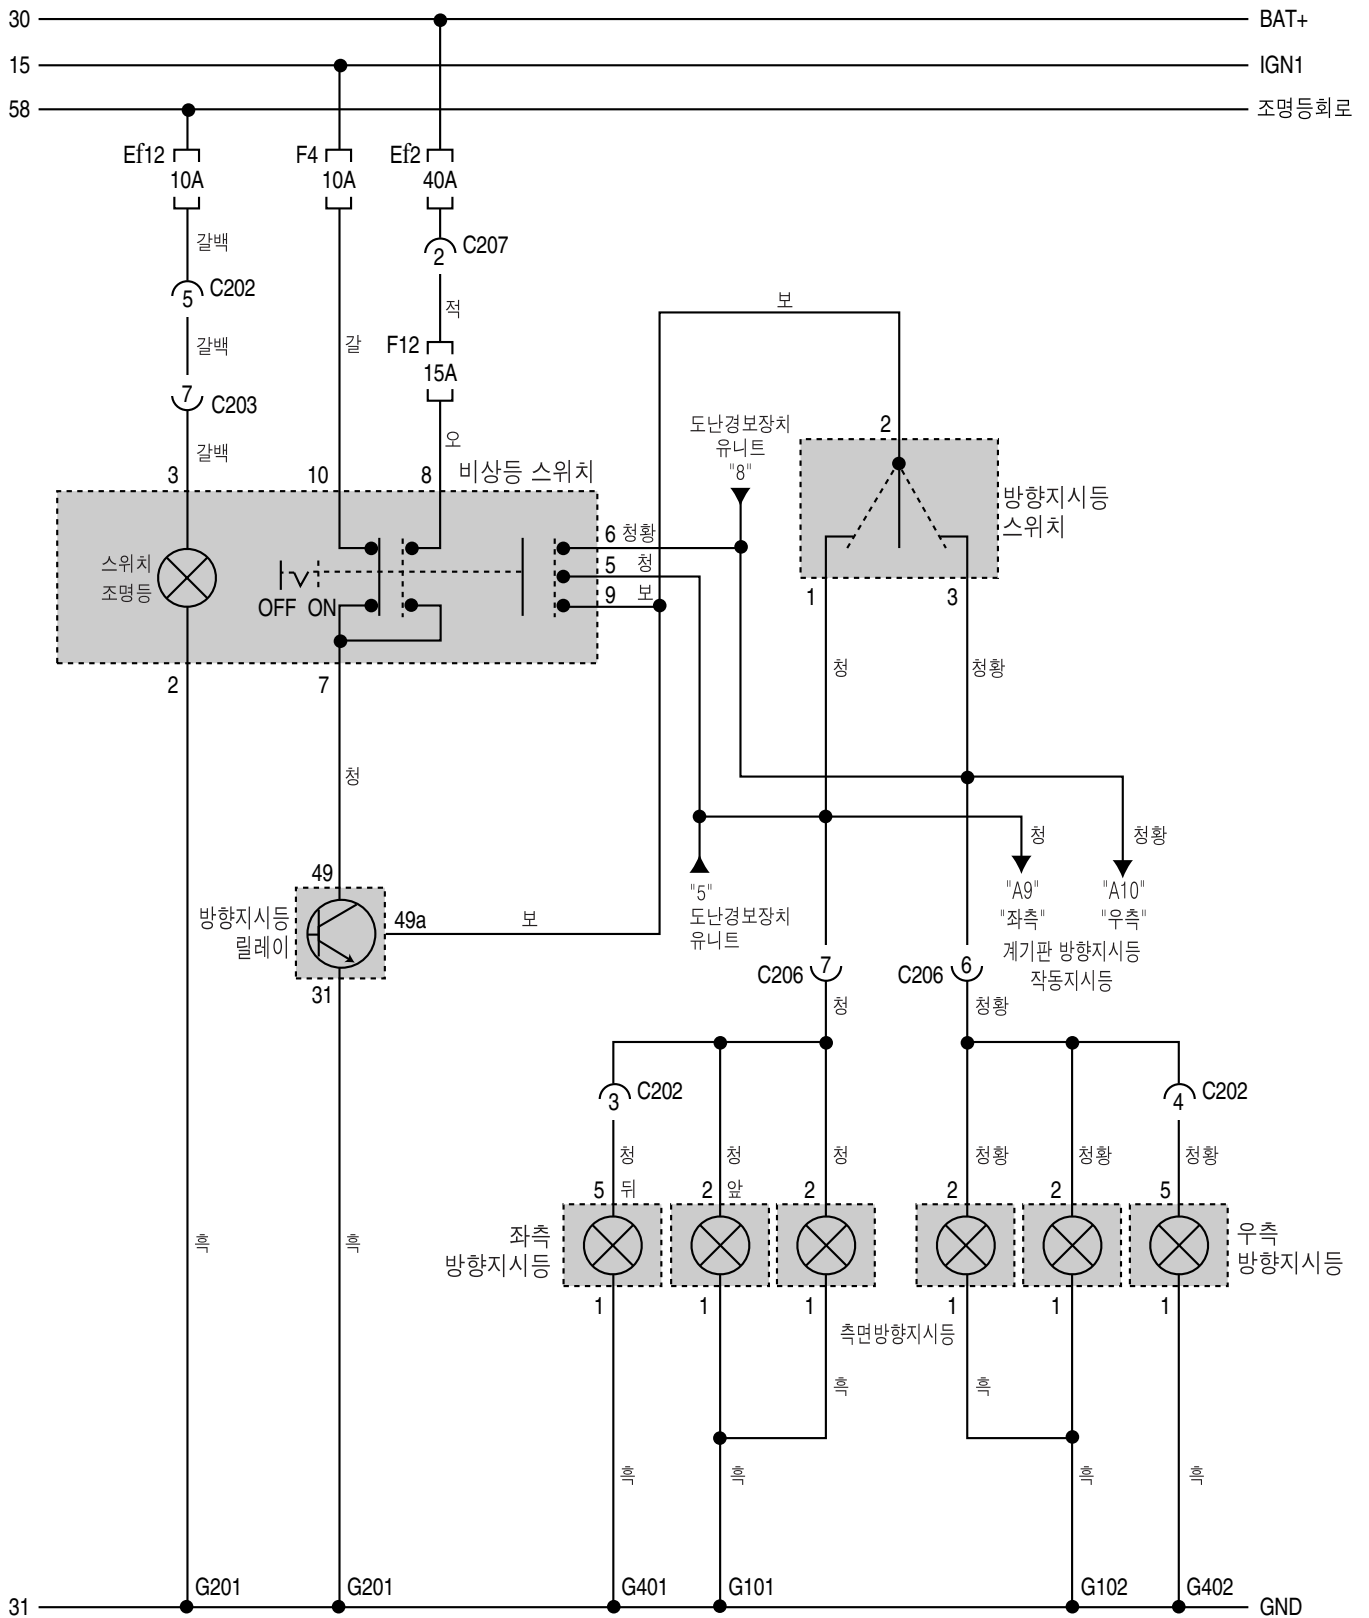 30 BAT+
15 IGN1
58 조명등회로
Ef12 F4 Ef2
10A 10A 40A
갈백 C207
2
C202
5
보
적
갈백 갈 F12
15A
7
C203
도난경보장치
오 2
갈백 유니트
3 10 8 비상등 스위치 "8"
방향지시등
스위치
6 청황
스위치 5 청
조명등 9 보 1 3
OFF ON
2 7 청 청황
청
청 청황
49 "5" "A9" "A10"
방향지시등 49a 보 도난경보장치 "좌측" "우측"
릴레이 유니트 계기판 방향지시등
C206 7 C206 6 작동지시등
31 청 청황
3 C202 4 C202
청 청 청 청황 청황 청황
5 뒤 2 앞 2 2 2 5
좌측 우측
방향지시등 방향지시등
흑 흑
1 1 1 1 1 1
측면방향지시등
흑 흑
흑 흑 흑 흑
G201 G201 G401 G101 G102 G402
31 GND